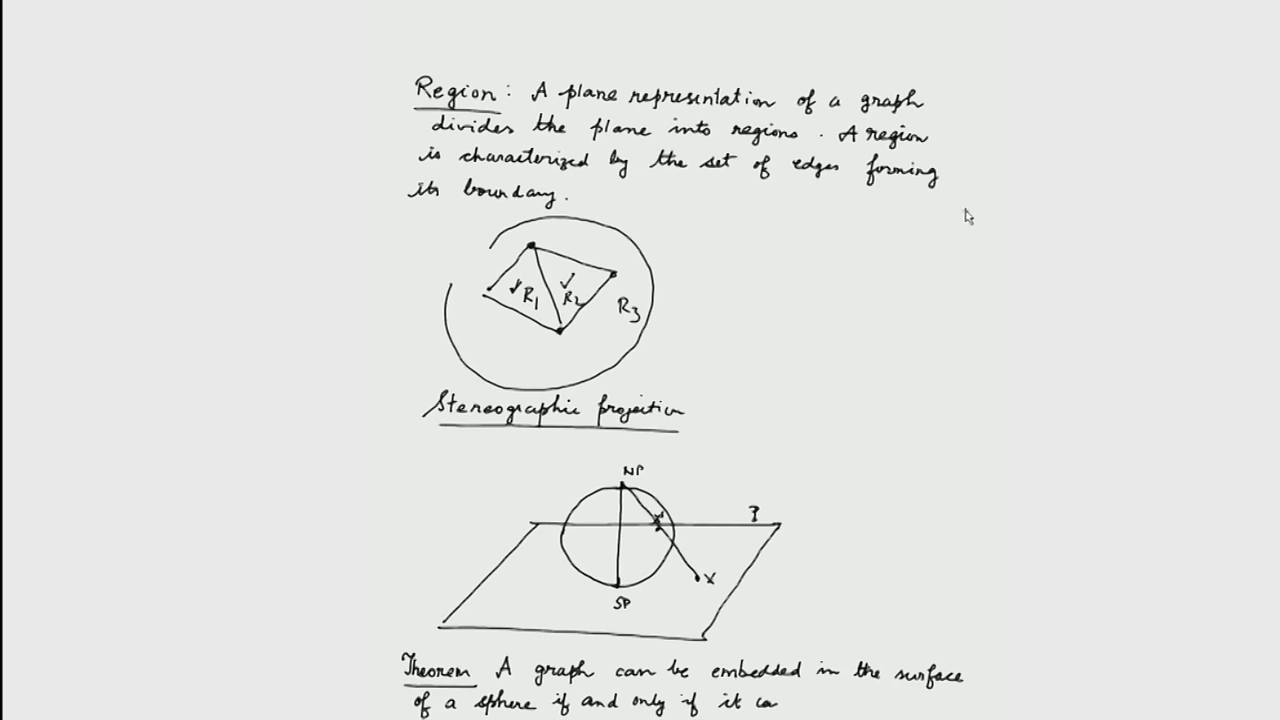 Region : A plane representation of a graph
divides the plane into regions . A region
is characterized by the set of edges forming
its boundary.
R1
R2
R3
Stereographic projection
NP
X'
P
X
SP
Theorem A graph can be embedded in the surface
of a sphere if and only if it ca